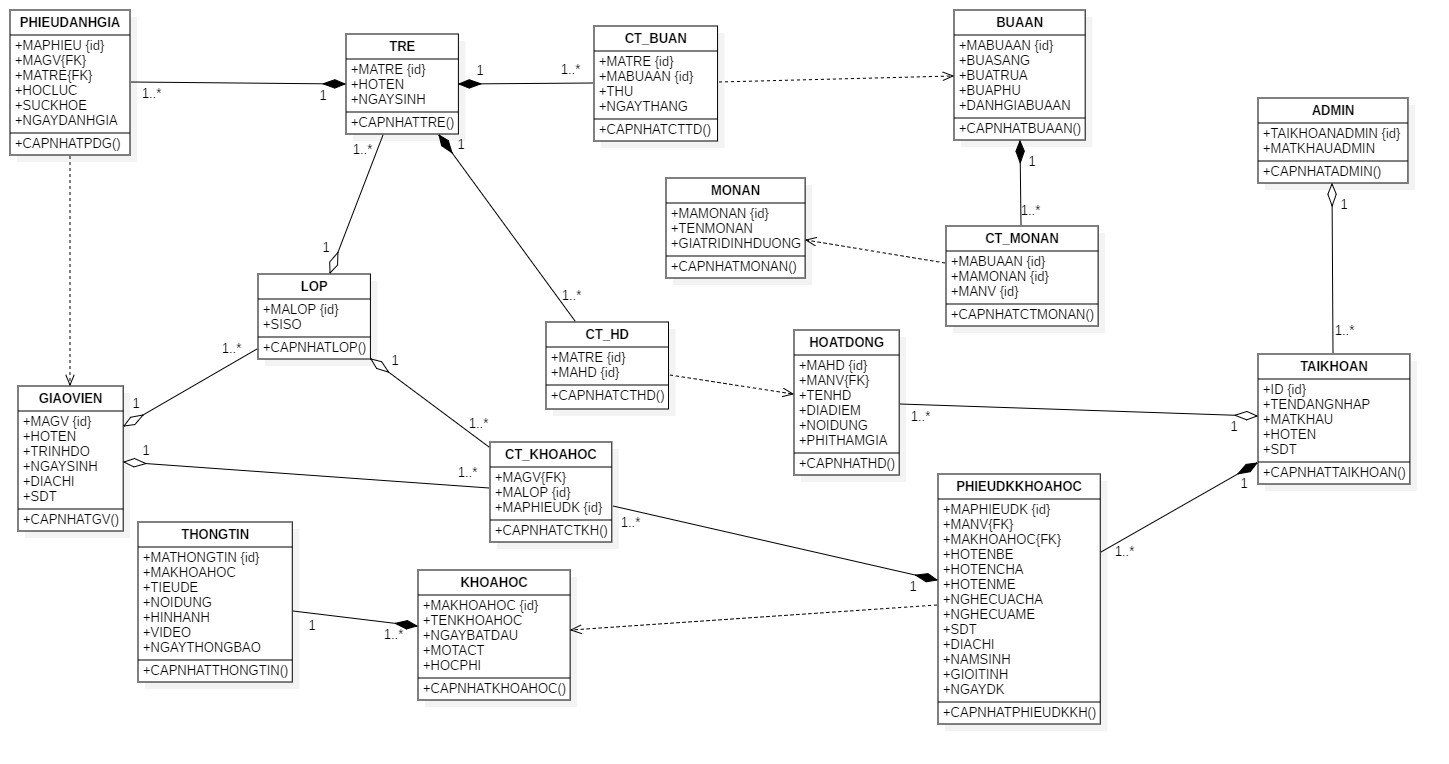 PHIEUDANHGIA
+MAPHIEU {id}
+MAGV{FK}
+MATRE{FK}
+HOCLUC
+SUCKHOE
+NGAYDANHGIA
+CAPNHATPDG()
1..*
1
TRE
+MATRE {id}
+HOTEN
+NGAYSINH
+CAPNHATTRE()
1
1..*
CT_BUAN
+MATRE {id}
+MABUAAN {id}
+THU
+NGAYTHANG
+CAPNHATCTTD()
BUAAN
+MABUAAN {id}
+BUASANG
+BUATRUA
+BUAPHU
+DANHGIABUAAN
+CAPNHATBUAAN()
1
1..*
ADMIN
+TAIKHOANADMIN {id}
+MATKHAUADMIN
+CAPNHATADMIN()
1
1..*
MONAN
+MAMONAN {id}
+TENMONAN
+GIATRIDINHDUONG
+CAPNHATMONAN()
CT_MONAN
+MABUAAN {id}
+MAMONAN {id}
+MANV {id}
+CAPNHATCTMONAN()
1..*
1
1
1..*
LOP
+MALOP {id}
+SISO
+CAPNHATLOP()
1..*
1
1
1..*
CT_HD
+MATRE {id}
+MAHD {id}
+CAPNHATCTHD()
HOATDONG
+MAHD {id}
+MANV{FK}
+TENHD
+DIADIEM
+NOIDUNG
+PHITHAMGIA
+CAPNHATHD()
1..*
1
TAIKHOAN
+ID {id}
+TENDANGNHAP
+MATKHAU
+HOTEN
+SDT
+CAPNHATTAIKHOAN()
1
1..*
GIAOVIEN
+MAGV {id}
+HOTEN
+TRINHDO
+NGAYSINH
+DIACHI
+SDT
+CAPNHATGV()
1
1..*
CT_KHOAHOC
+MAGV{FK}
+MALOP {id}
+MAPHIEUDK {id}
+CAPNHATCTKH()
1..*
1
PHIEUDKKHOAHOC
+MAPHIEUDK {id}
+MANV{FK}
+MAKHOAHOC{FK}
+HOTENBE
+HOTENCHA
+HOTENME
+NGHECUACHA
+NGHECUAME
+SDT
+DIACHI
+NAMSINH
+GIOITINH
+NGAYDK
+CAPNHATPHIEUDKKH()
THONGTIN
+MATHONGTIN {id}
+MAKHOAHOC
+TIEUDE
+NOIDUNG
+HINHANH
+VIDEO
+NGAYTHONGBAO
+CAPNHATTHONGTIN()
1
1..*
KHOAHOC
+MAKHOAHOC {id}
+TENKHOAHOC
+NGAYBATDAU
+MOTACT
+HOCPHI
+CAPNHATKHOAHOC()